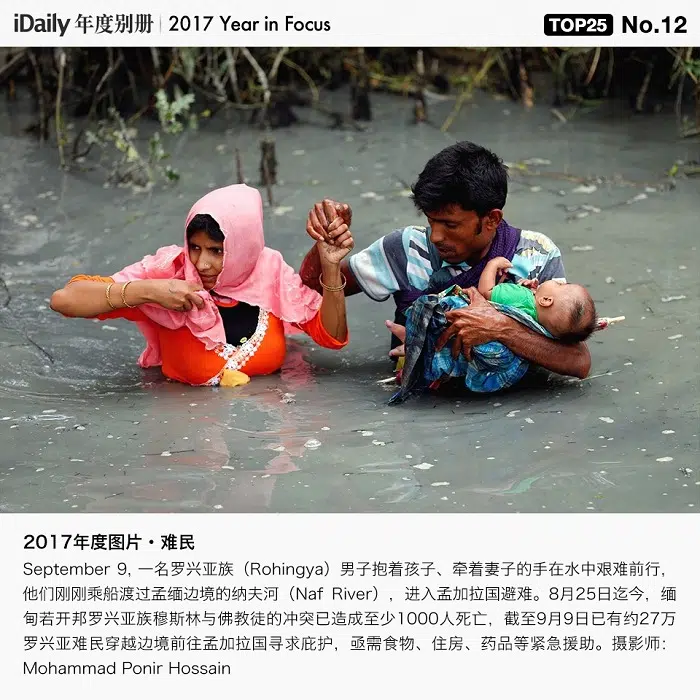 iDaily 年度别册 | 2017 Year in Focus TOP25 No.12
2017年度图片·难民
September 9, 一名罗兴亚族（Rohingya）男子抱着孩子、牵着妻子的手在水中艰难前行，
他们刚刚乘船渡过孟缅边境的纳夫河（Naf River），进入孟加拉国避难。8月25日迄今，缅
甸若开邦罗兴亚族穆斯林与佛教徒的冲突已造成至少1000人死亡，截至9月9日已有约27万
罗兴亚难民穿越边境前往孟加拉国寻求庇护，亟需食物、住房、药品等紧急援助。摄影师：
Mohammad Ponir Hossain